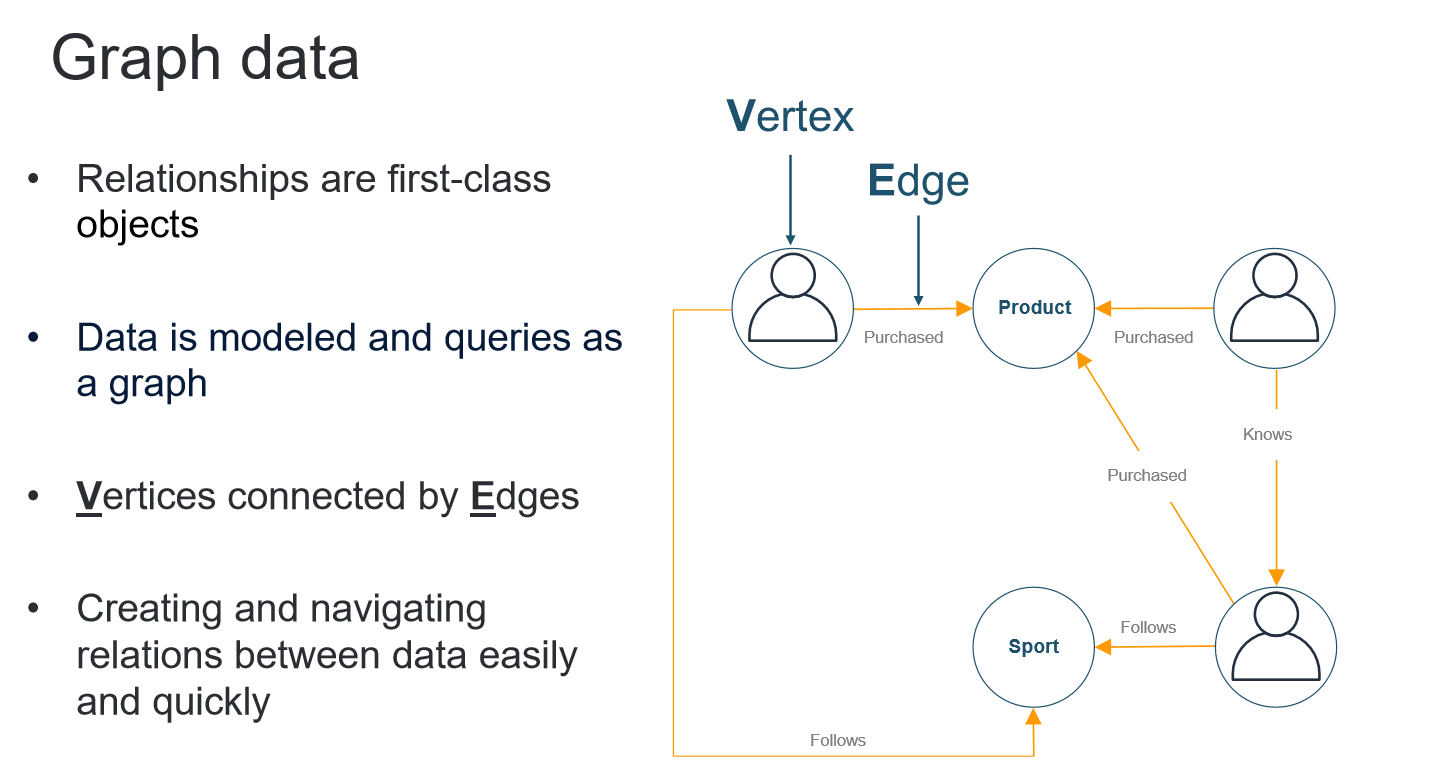 Graph data
• Relationships are first-class
objects
• Data is modeled and queries as
a graph
• Vertices connected by Edges
• Creating and navigating
relations between data easily
and quickly
Vertex
Edge
Product
Purchased
Purchased
Knows
Purchased
Follows
Sport
Follows